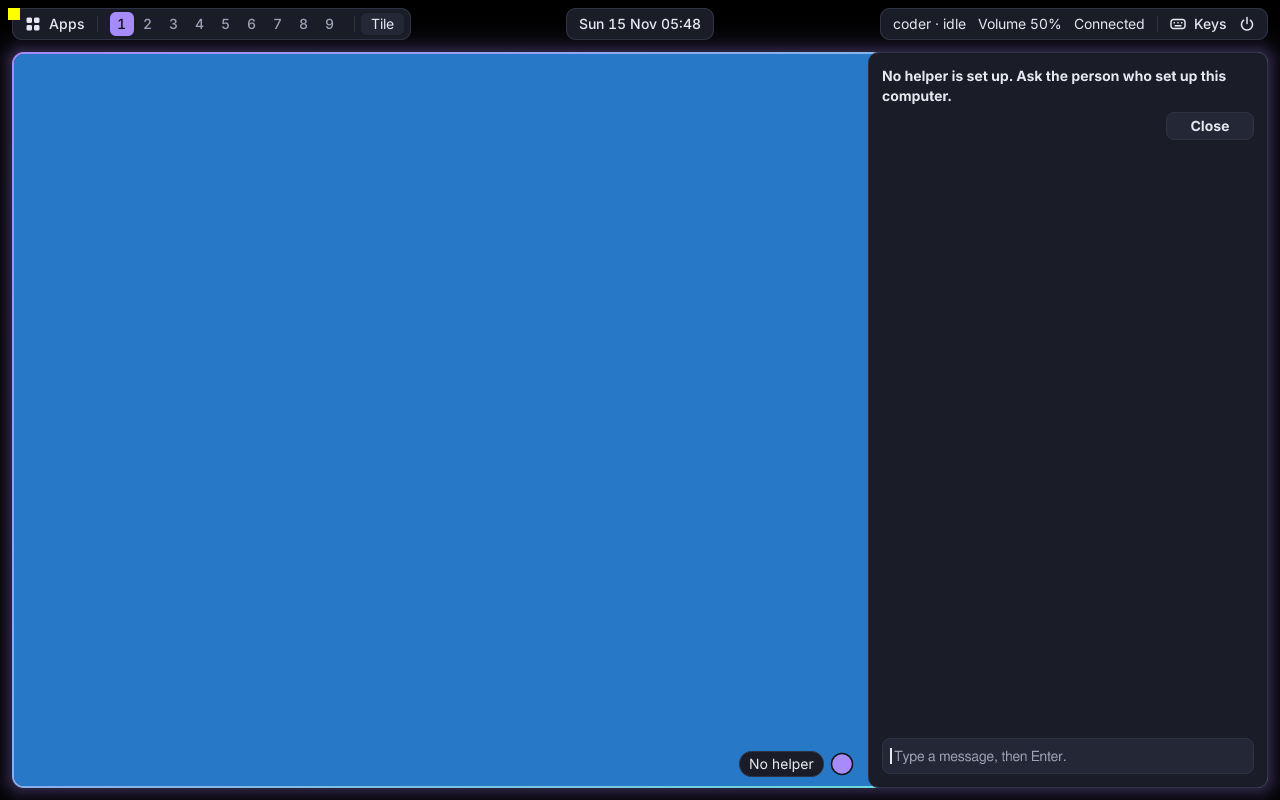 Apps 1 2 3 4 5 6 7 8 9 Tile
Sun 15 Nov 05:48
coder · idle Volume 50% Connected Keys
No helper is set up. Ask the person who set up this
computer.
Close
Type a message, then Enter.
No helper